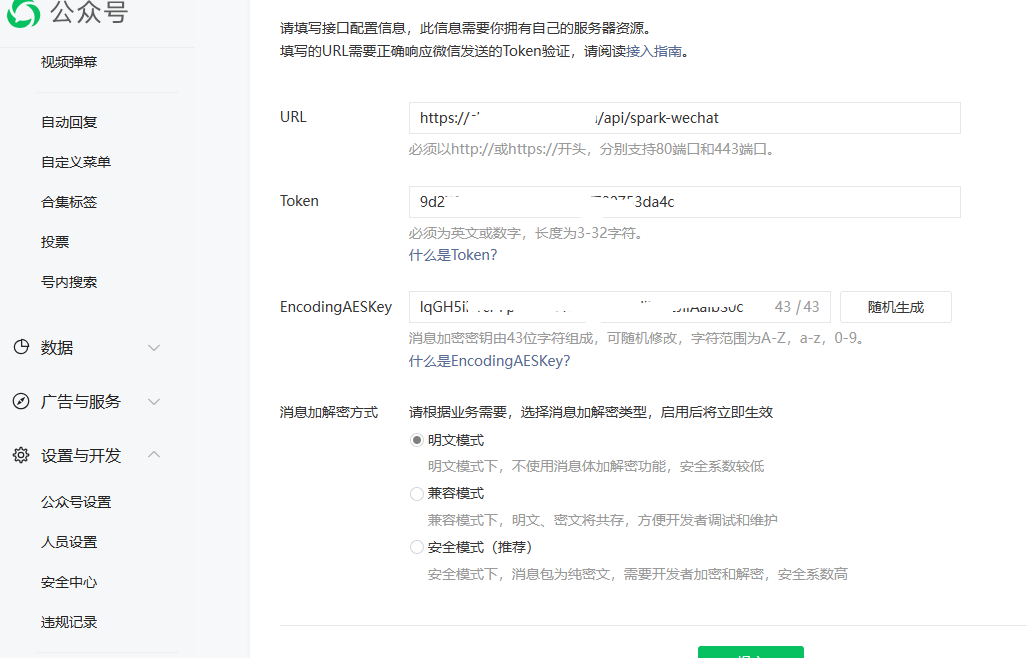 公众号
视频弹幕
自动回复
自定义菜单
合集标签
投票
号内搜索
数据
广告与服务
设置与开发
公众号设置
人员设置
安全中心
违规记录
请填写接口配置信息，此信息需要你拥有自己的服务器资源。
填写的URL需要正确响应微信发送的Token验证，请阅读接入指南。
URL
https:// /api/spark-wechat
必须以http://或https://开头，分别支持80端口和443端口。
Token
9d2 3da4c
必须为英文或数字，长度为3-32字符。
什么是Token?
EncodingAESKey
IqGH5i
43 / 43
随机生成
消息加密密钥由43位字符组成，可随机修改，字符范围为A-Z，a-z，0-9。
什么是EncodingAESKey?
消息加解密方式
请根据业务需要，选择消息加解密类型，启用后将立即生效
明文模式
明文模式下，不使用消息体加解密功能，安全系数较低
兼容模式
兼容模式下，明文、密文将共存，方便开发者调试和维护
安全模式（推荐）
安全模式下，消息包为纯密文，需要开发者加密和解密，安全系数高